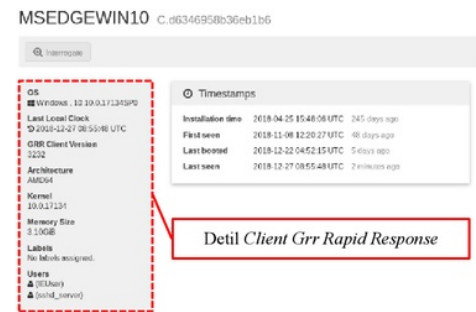 MSEDGEWIN10 C.d6346958b36eb1b6
Interrogate
OS
Windows , 10 10.0.17134SP0
Last Local Clock
2018-12-27 08:55:48 UTC
GRR Client Version
3232
Architecture
AMD64
Kernel
10.0.17134
Memory Size
3.10GiB
Labels
No labels assigned.
Users
(IEUser)
(sshd_server)
Timestamps
Installation time 2018-04-25 15:48:06 UTC 245 days ago
First seen 2018-11-08 12:20:27 UTC 48 days ago
Last booted 2018-12-22 04:52:15 UTC 5 days ago
Last seen 2018-12-27 08:55:48 UTC 2 minutes ago
Detil Client Grr Rapid Response